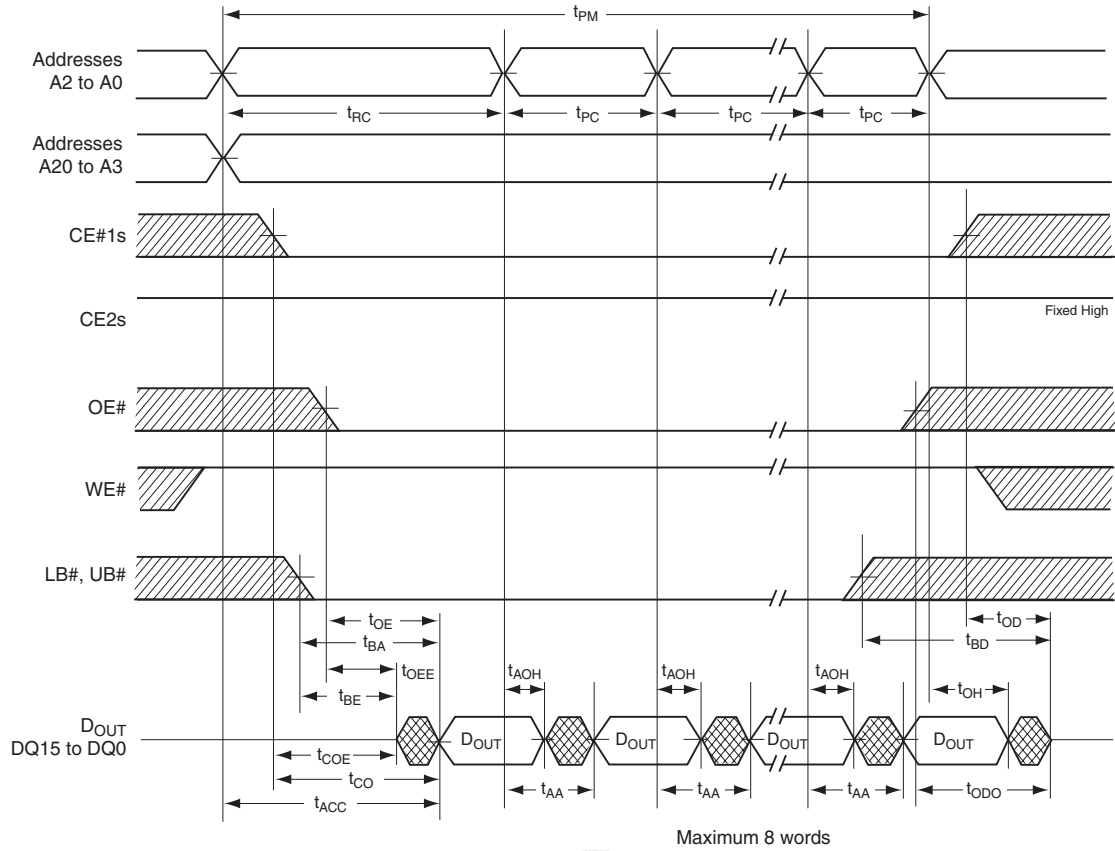 tPM
Addresses
A2 to A0
tRC tPC tPC tPC
Addresses
A20 to A3
CE#1s
CE2s
Fixed High
OE#
WE#
LB#, UB#
tOE tOD
tBA tBD
tOEE tAOH tAOH tAOH
tBE tOH
DOUT
DQ15 to DQ0
DOUT DOUT DOUT DOUT
tCOE
tCO tAA tAA tAA tODO
tACC
Maximum 8 words